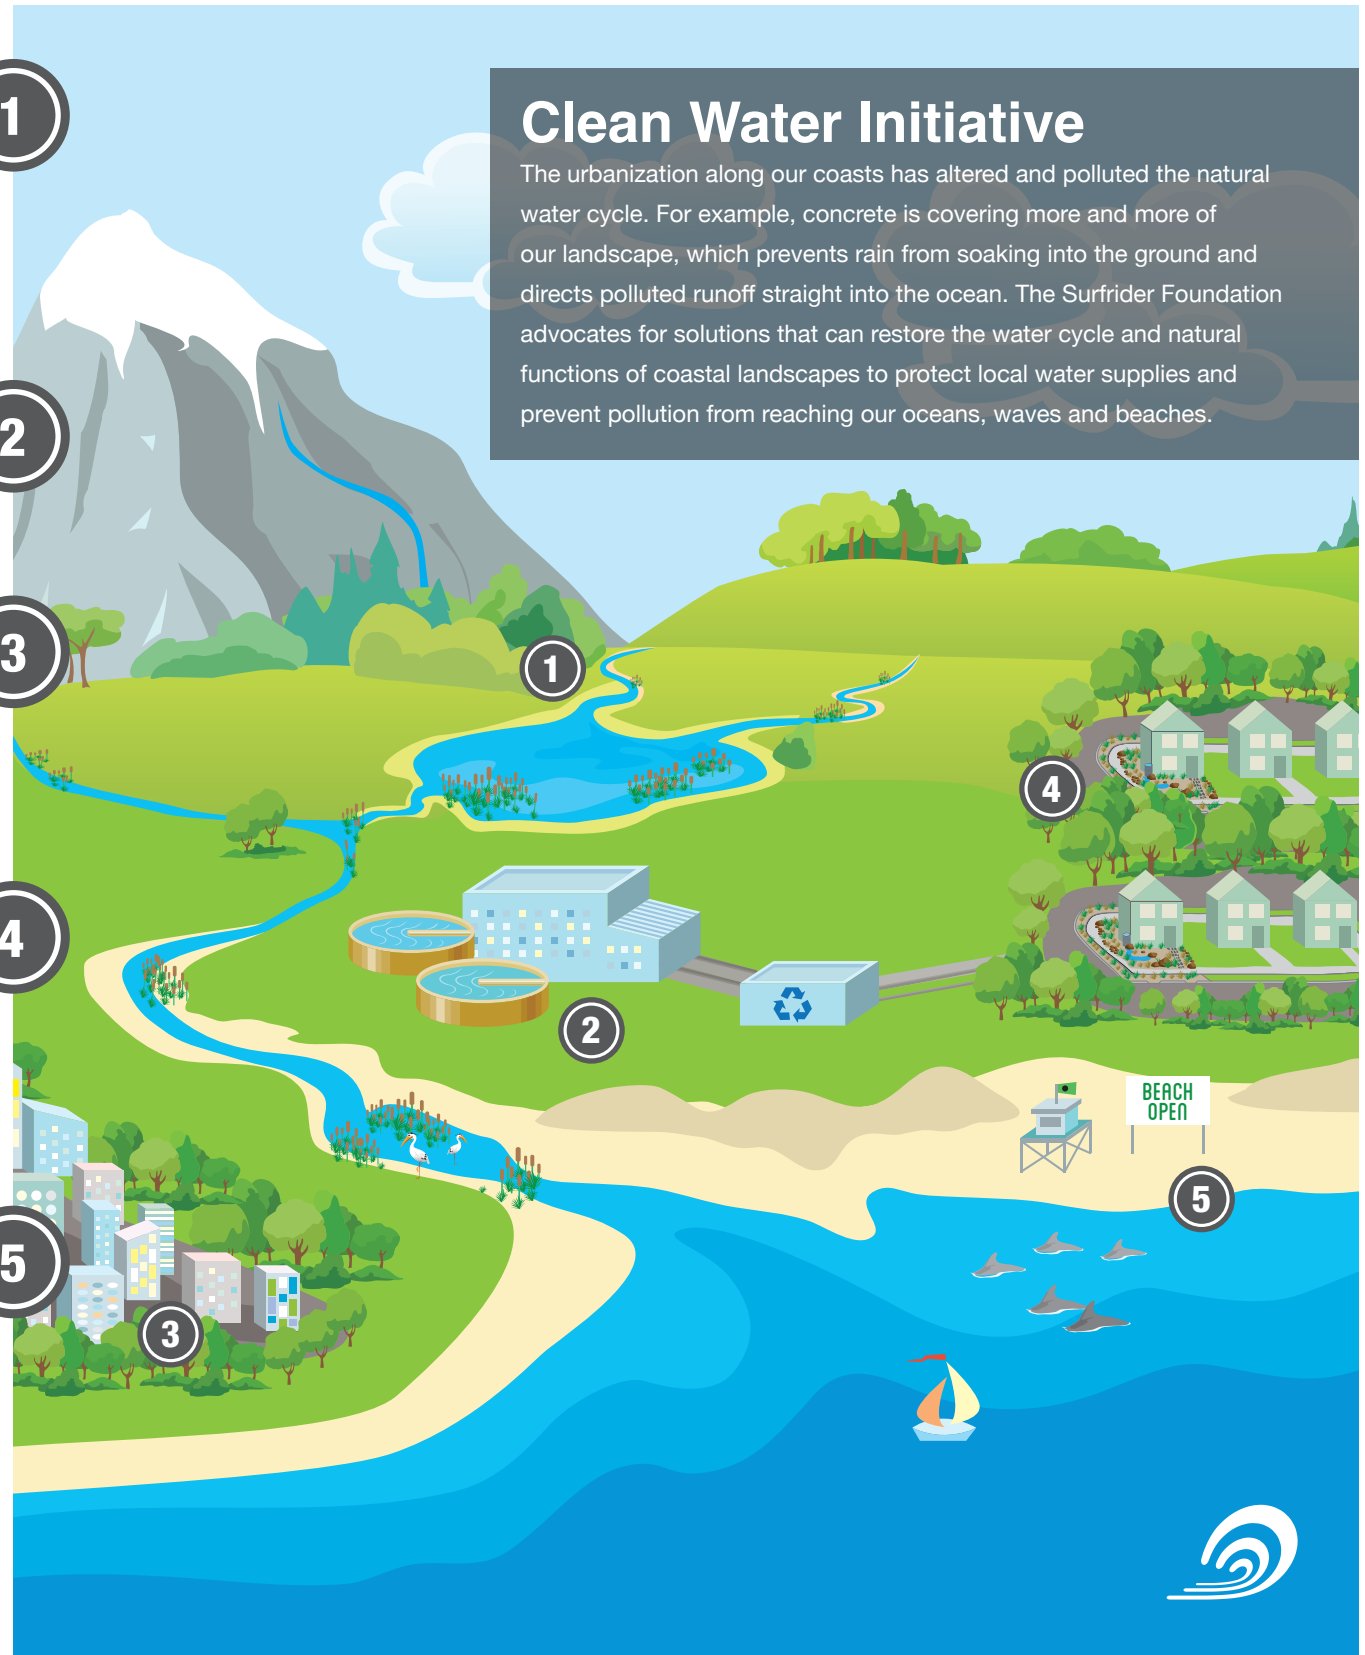 1
Clean Water Initiative
The urbanization along our coasts has altered and polluted the natural
water cycle. For example, concrete is covering more and more of
our landscape, which prevents rain from soaking into the ground and
directs polluted runoff straight into the ocean. The Surfrider Foundation
advocates for solutions that can restore the water cycle and natural
functions of coastal landscapes to protect local water supplies and
prevent pollution from reaching our oceans, waves and beaches.
2
3
1
4
4
2
BEACH
OPEN
5
5
3